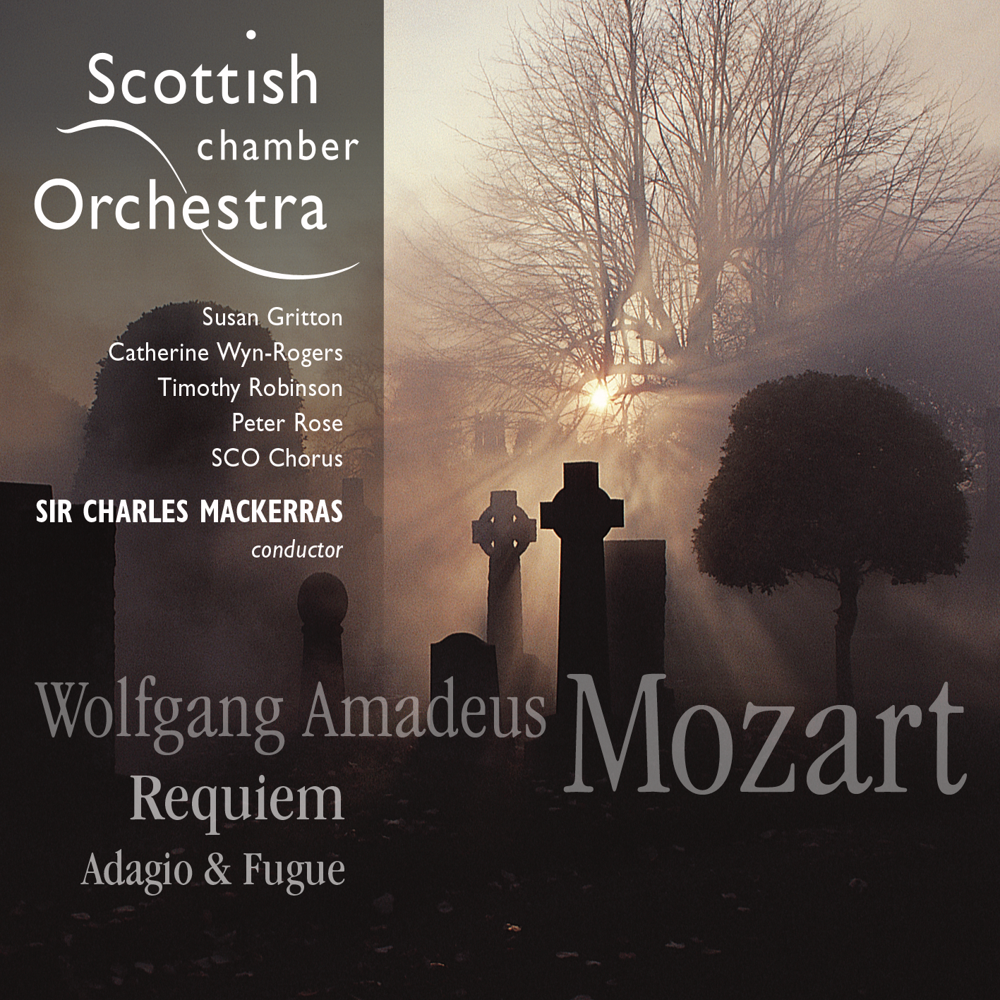 Scottish
chamber
Orchestra
Susan Gritton
Catherine Wyn-Rogers
Timothy Robinson
Peter Rose
SCO Chorus
SIR CHARLES MACKERRAS
conductor
Wolfgang Amadeus Mozart
Requiem
Adagio & Fugue